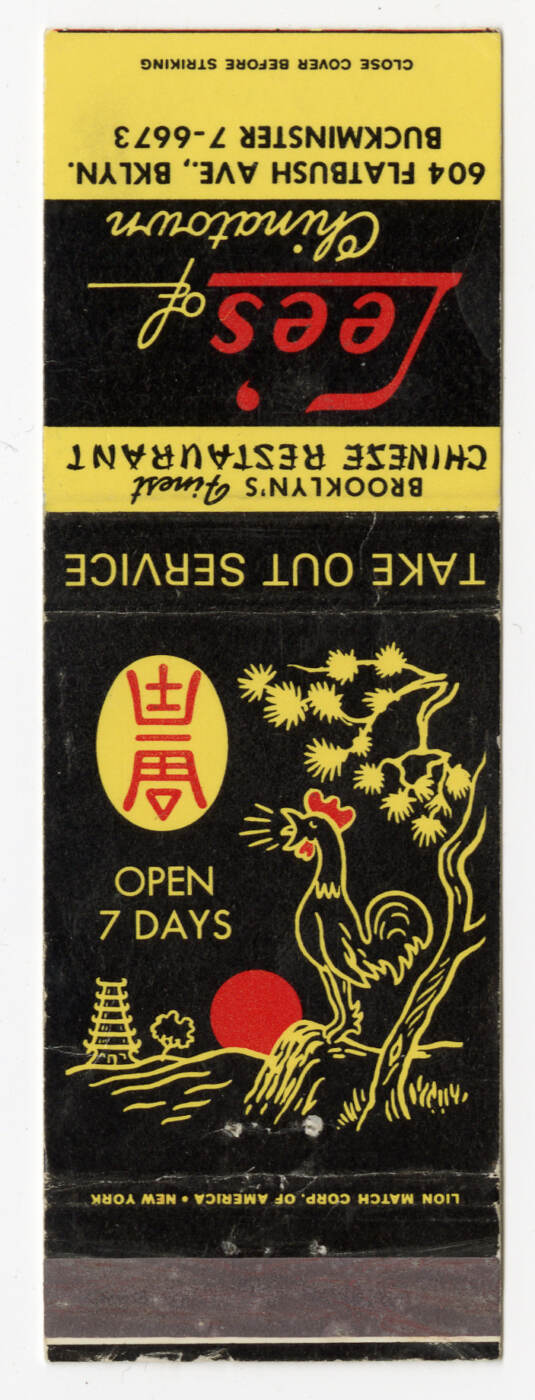 LION MATCH CORP. OF AMERICA • NEW YORK
TAKE OUT SERVICE
BROOKLYN'S Finest
CHINESE RESTAURANT
Lee's of
Chinatown
604 FLATBUSH AVE., BKLYN.
BUCKMINSTER 7-6673
CLOSE COVER BEFORE STRIKING
OPEN
7 DAYS